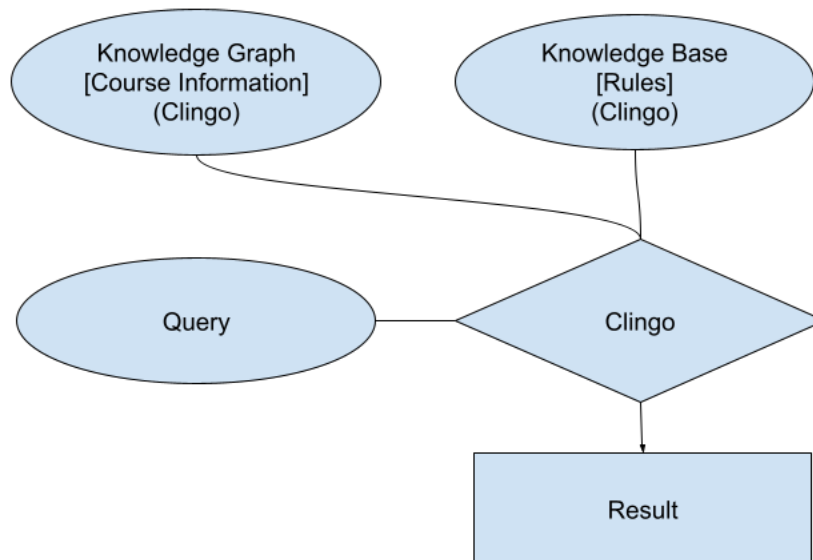 Knowledge Graph
[Course Information]
(Clingo)
Knowledge Base
[Rules]
(Clingo)
Query
Clingo
Result